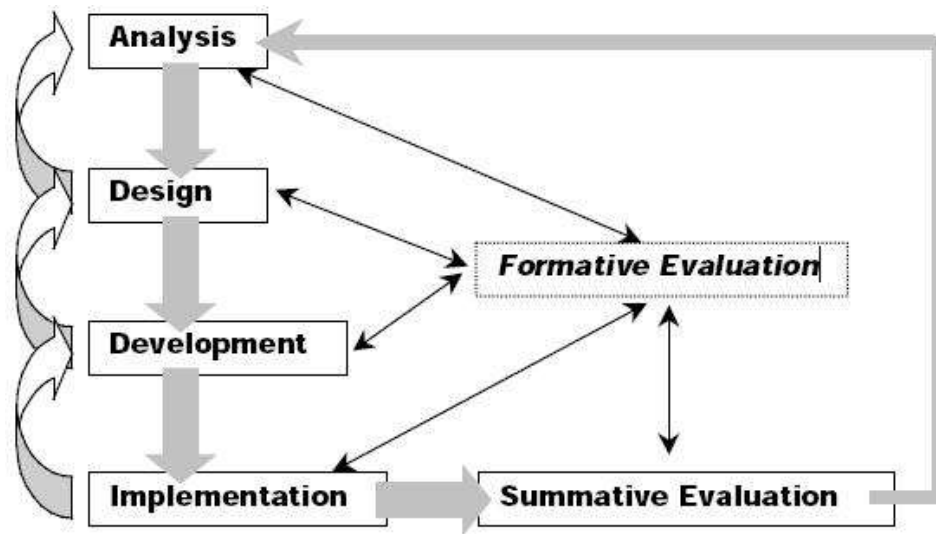 Analysis
Design
Formative Evaluation
Development
Implementation
Summative Evaluation